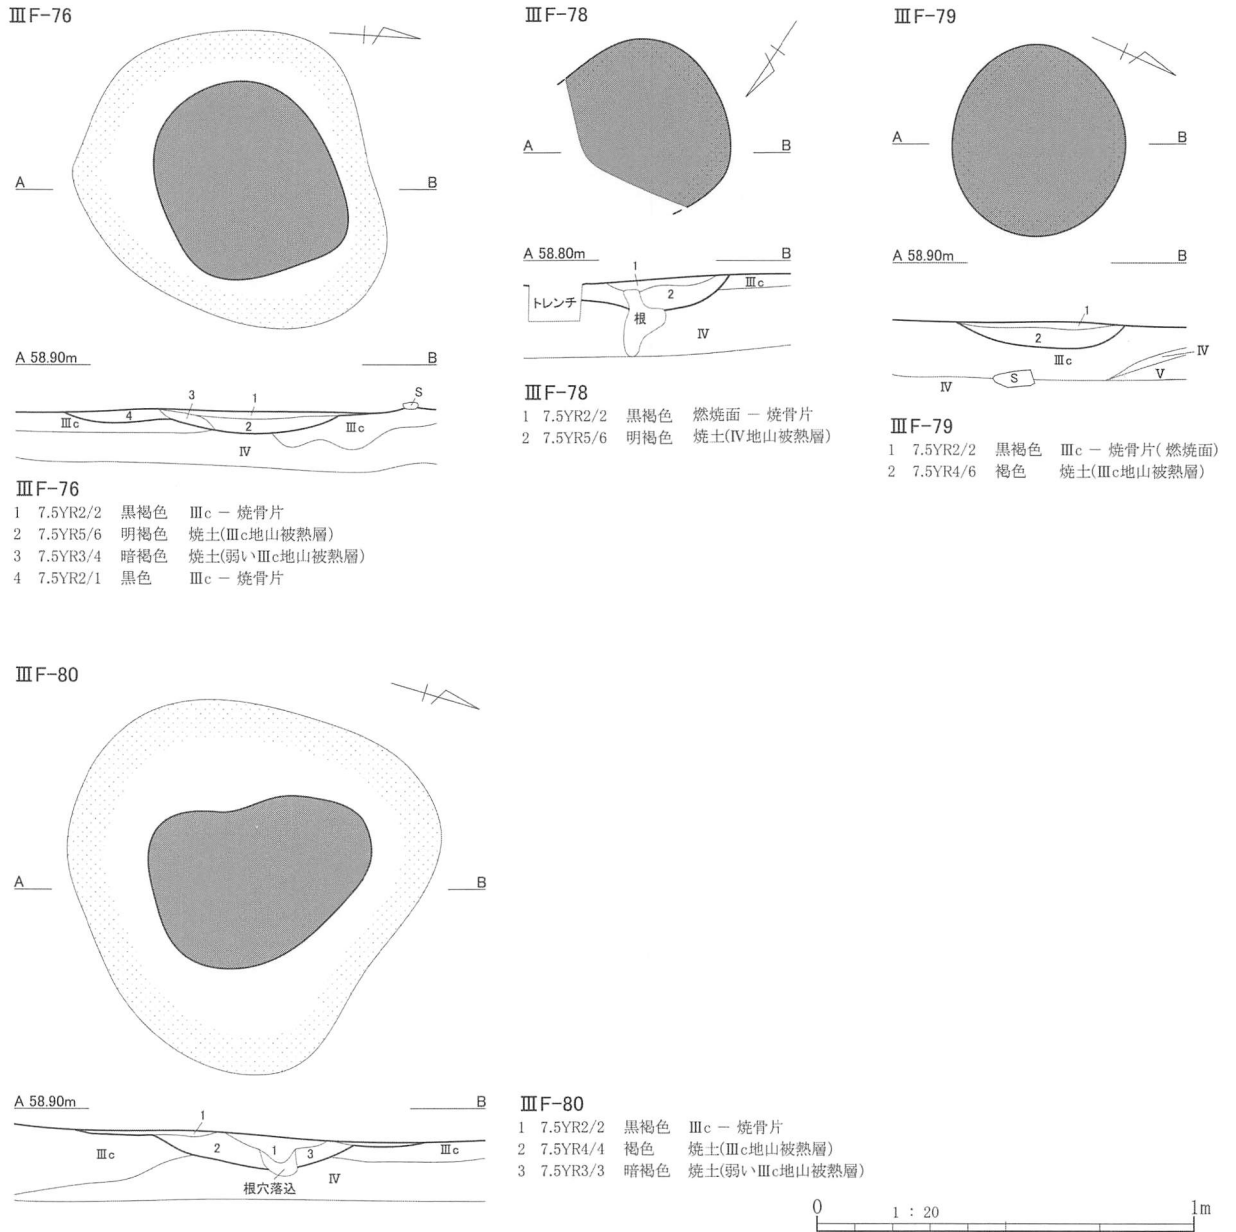 ⅢF-76
A
B
A 58.90m
B
S
3
1
Ⅲc
4
2
Ⅲc
Ⅳ
ⅢF-76
1 7.5YR2/2 黒褐色 Ⅲc － 焼骨片
2 7.5YR5/6 明褐色 焼土(Ⅲc地山被熱層)
3 7.5YR3/4 暗褐色 焼土(弱いⅢc地山被熱層)
4 7.5YR2/1 黒色 Ⅲc － 焼骨片
ⅢF-78
A
B
A 58.80m
B
1
トレンチ
2
Ⅲc
根
Ⅳ
ⅢF-78
1 7.5YR2/2 黒褐色 燃焼面 － 焼骨片
2 7.5YR5/6 明褐色 焼土(Ⅳ地山被熱層)
ⅢF-79
A
B
A 58.90m
B
1
2
Ⅲc
Ⅳ
Ⅳ
S
Ⅴ
ⅢF-79
1 7.5YR2/2 黒褐色 Ⅲc － 焼骨片(燃焼面)
2 7.5YR4/6 褐色 焼土(Ⅲc地山被熱層)
ⅢF-80
A
B
A 58.90m
B
1
Ⅲc
2
1
3
Ⅲc
Ⅳ
根穴落込
ⅢF-80
1 7.5YR2/2 黒褐色 Ⅲc － 焼骨片
2 7.5YR4/4 褐色 焼土(Ⅲc地山被熱層)
3 7.5YR3/3 暗褐色 焼土(弱いⅢc地山被熱層)
0 1 : 20 1m